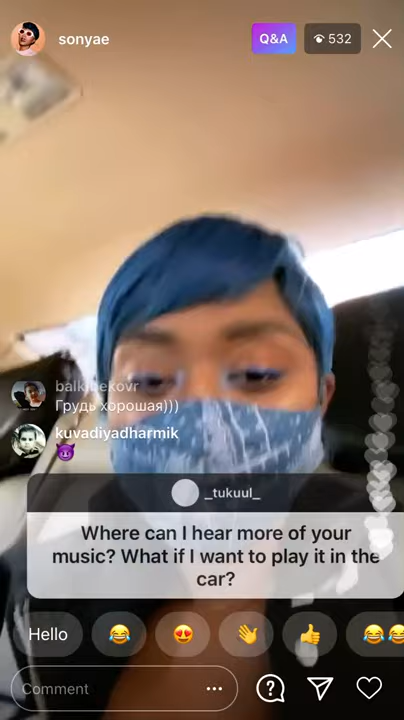 sonyae
Q&A
532
balkibekovr
Грудь хорошая)))
kuvadiyadharmik
_tukuul_
Where can I hear more of your
music? What if I want to play it in the
car?
Hello
Comment